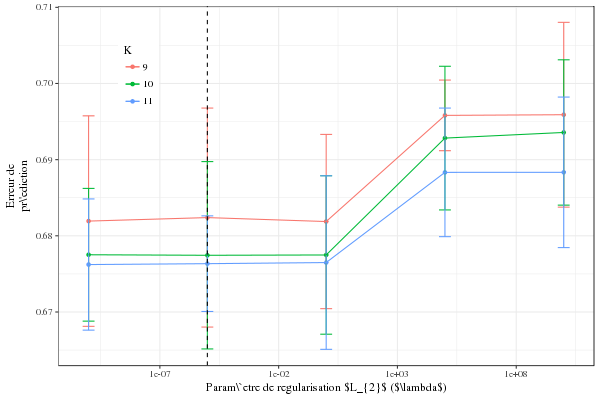 0.71
0.70
0.69
0.68
0.67
K
9
10
11
Erreur de
pr\'ediction
1e-07
1e-02
1e+03
1e+08
Param\`etre de regularisation $L_{2}$ ($\lambda$)